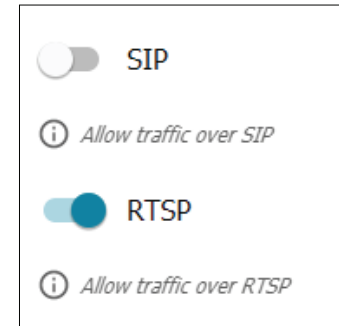 SIP
Allow traffic over SIP
RTSP
Allow traffic over RTSP